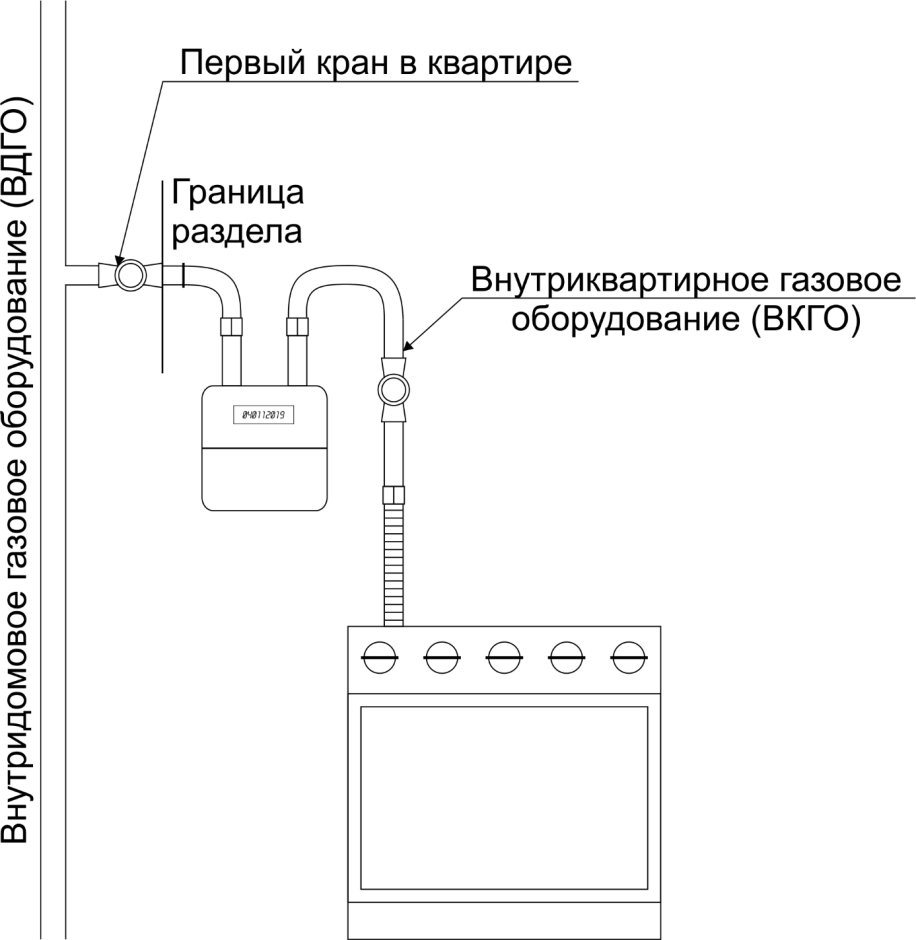 Первый кран в квартире
Граница
раздела
Внутриквартирное газовое
оборудование (ВКГО)
040112019
Внутридомовое газовое оборудование (ВДГО)